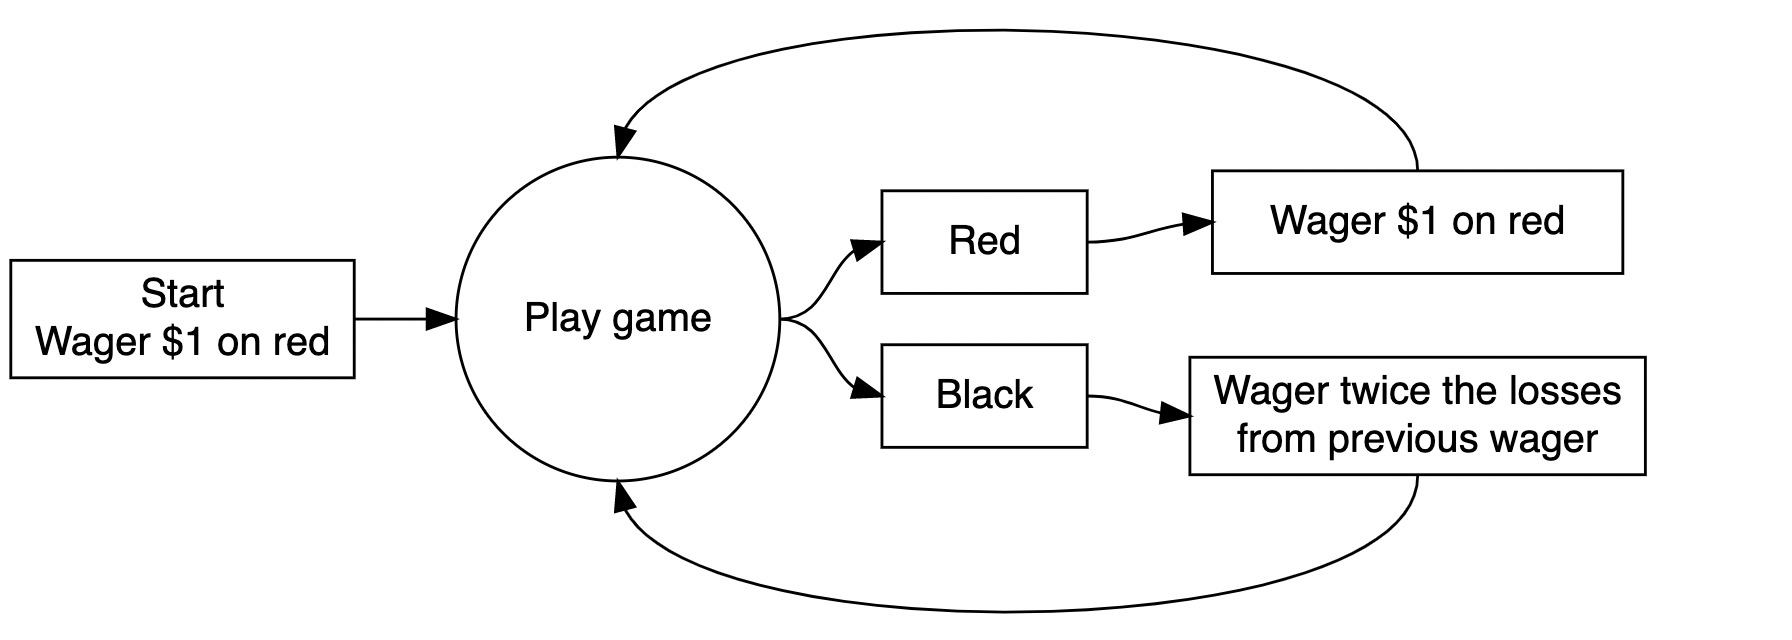 Start
Wager $1 on red
Play game
Red
Wager $1 on red
Black
Wager twice the losses
from previous wager